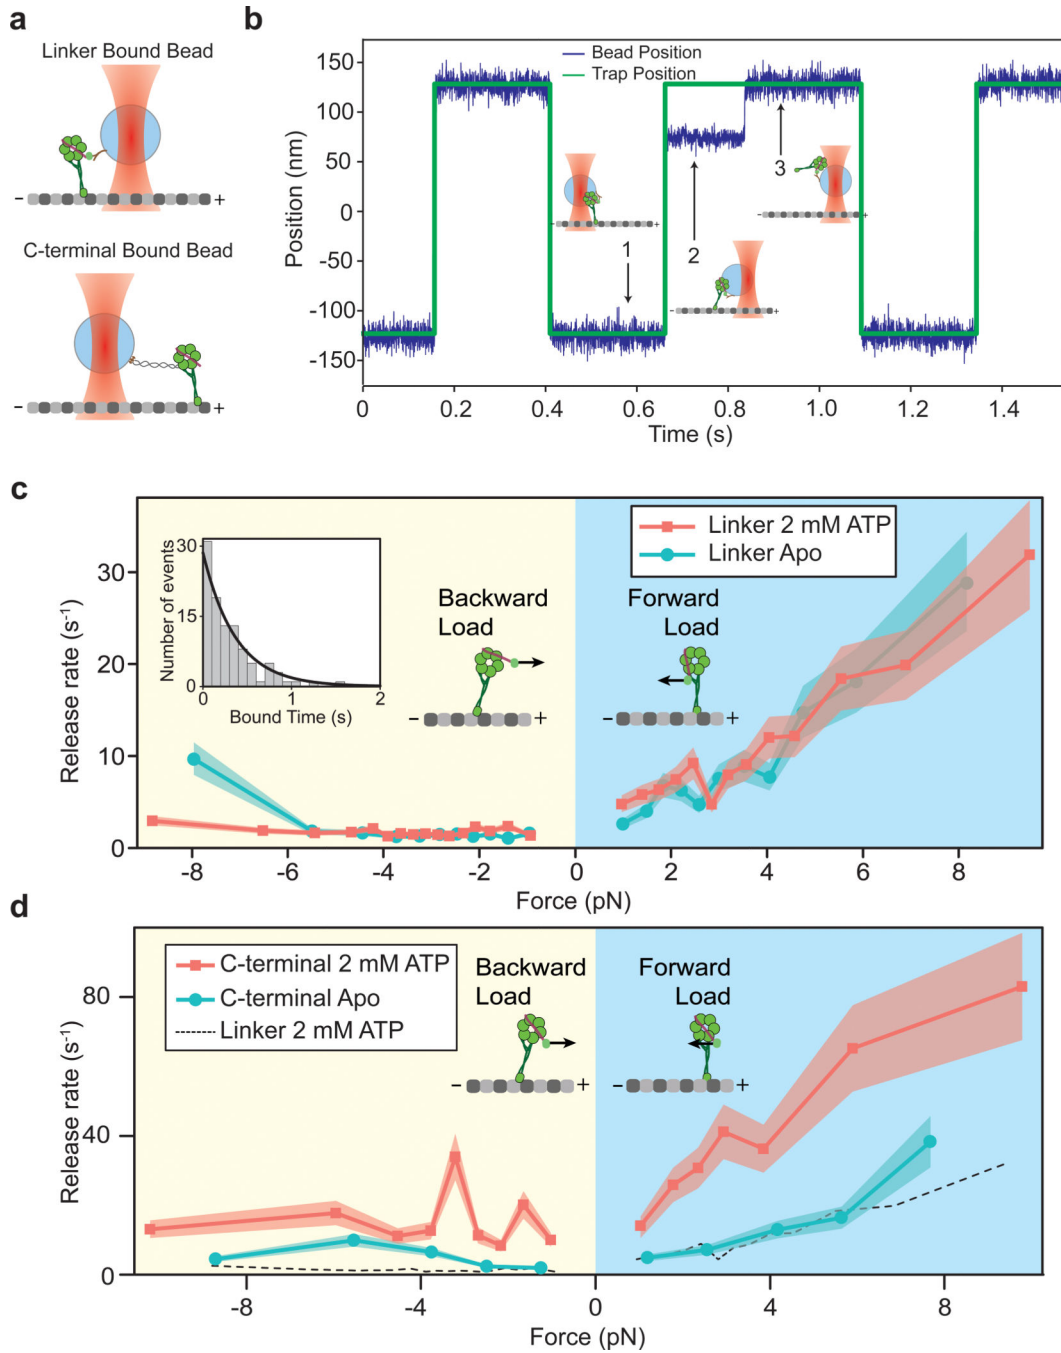 a
Linker Bound Bead
- +
C-terminal Bound Bead
- +
b
Bead Position
Trap Position
150
100
50
0
-50
-100
-150
Position (nm)
1
2
3
- +
- +
- +
0 0.2 0.4 0.6 0.8 1.0 1.2 1.4
Time (s)
c
Linker 2 mM ATP
Linker Apo
30
20
10
0
Release rate (s⁻¹)
30
15
0
Number of events
0 1 2
Bound Time (s)
Backward
Load
- +
Forward
Load
- +
-8 -6 -4 -2 0 2 4 6 8
Force (pN)
d
C-terminal 2 mM ATP
C-terminal Apo
Linker 2 mM ATP
80
40
0
Release rate (s⁻¹)
Backward
Load
- +
Forward
Load
- +
-8 -4 0 4 8
Force (pN)